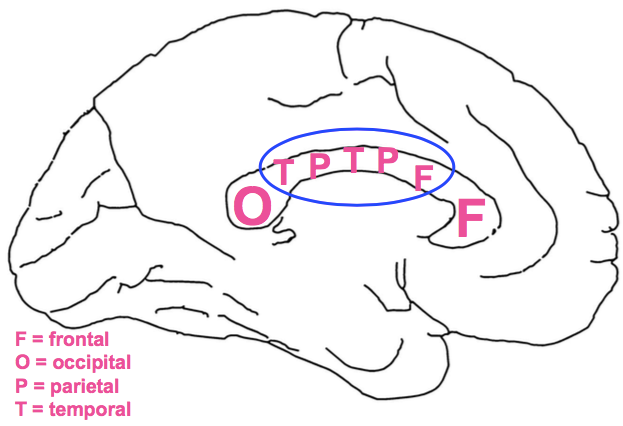 T P T P F
O F
F = frontal
O = occipital
P = parietal
T = temporal